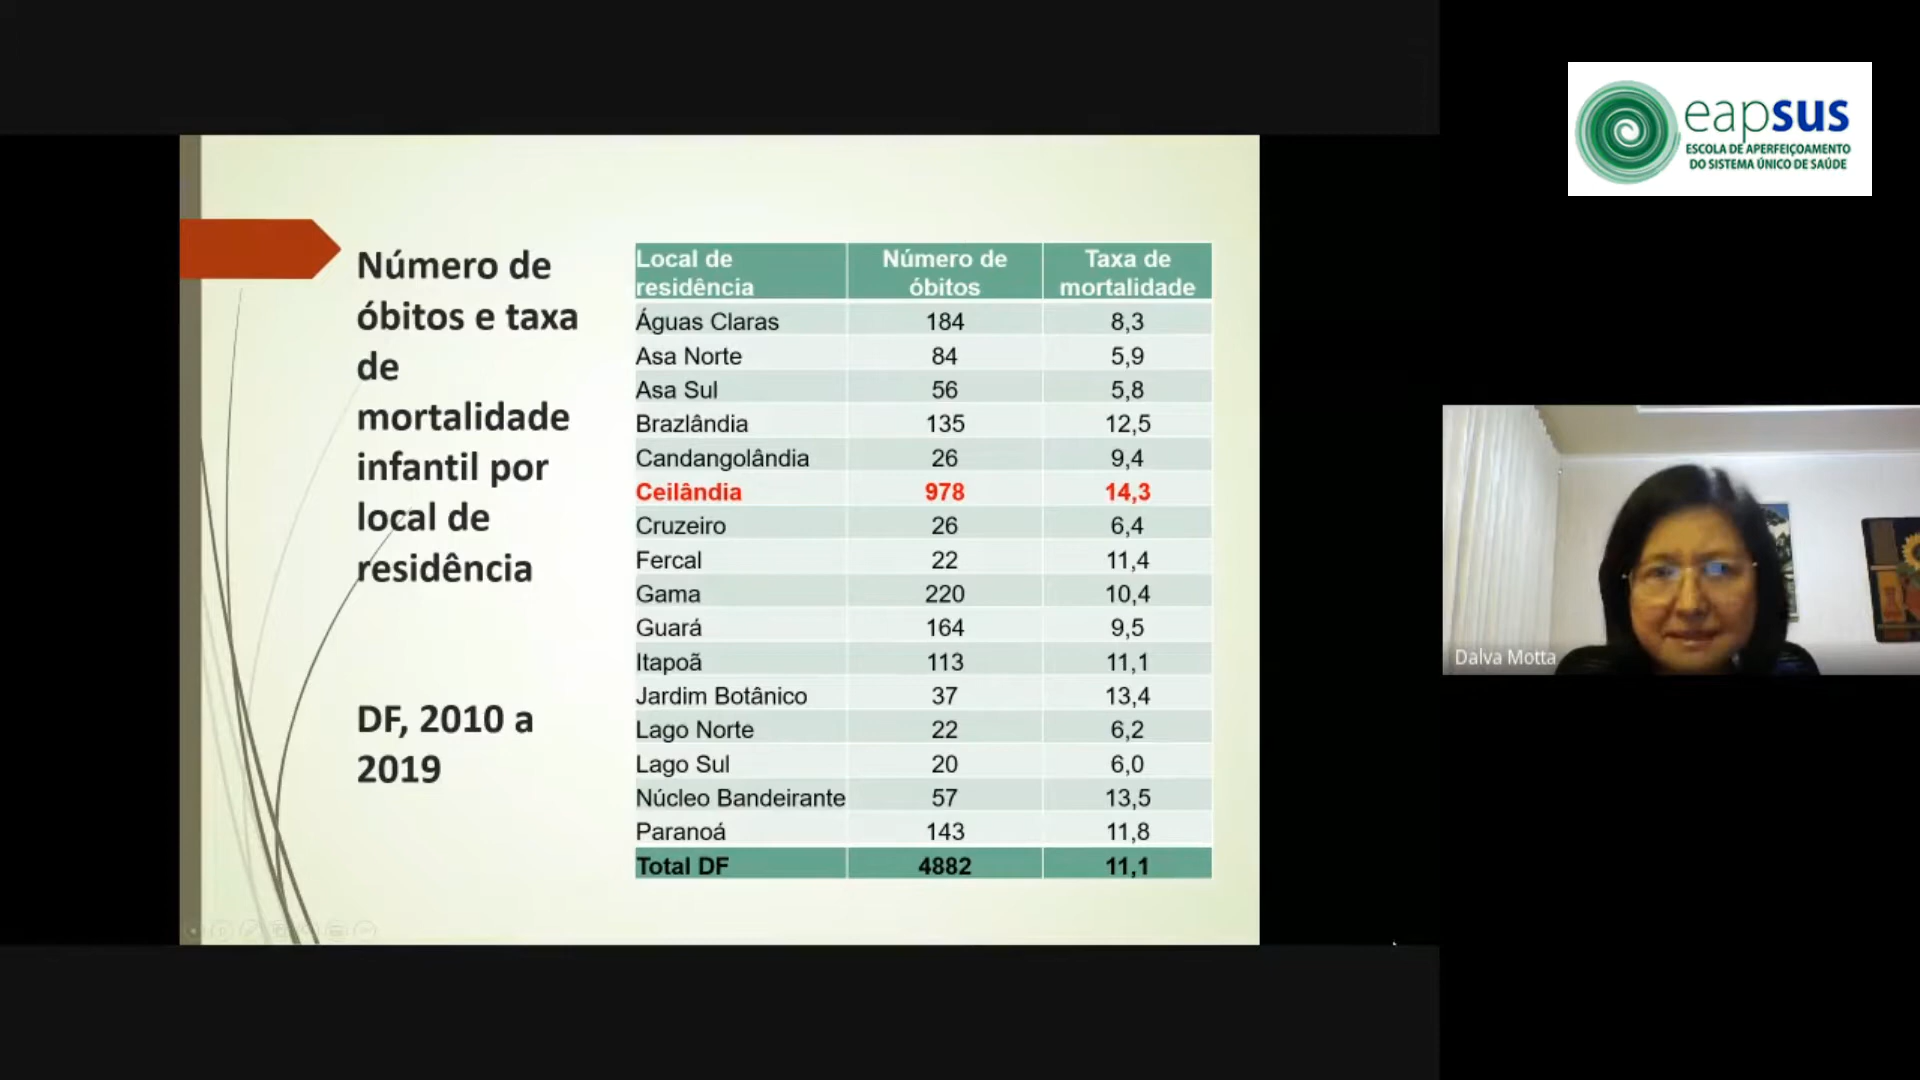 eapsus
ESCOLA DE APERFEIÇOAMENTO
DO SISTEMA ÚNICO DE SAÚDE
Número de
óbitos e taxa
de
mortalidade
infantil por
local de
residência
DF, 2010 a
2019
Local de residência Número de óbitos Taxa de mortalidade
Águas Claras 184 8,3
Asa Norte 84 5,9
Asa Sul 56 5,8
Brazlândia 135 12,5
Candangolândia 26 9,4
Ceilândia 978 14,3
Cruzeiro 26 6,4
Fercal 22 11,4
Gama 220 10,4
Guará 164 9,5
Itapoã 113 11,1
Jardim Botânico 37 13,4
Lago Norte 22 6,2
Lago Sul 20 6,0
Núcleo Bandeirante 57 13,5
Paranoá 143 11,8
Total DF 4882 11,1
Dalva Motta